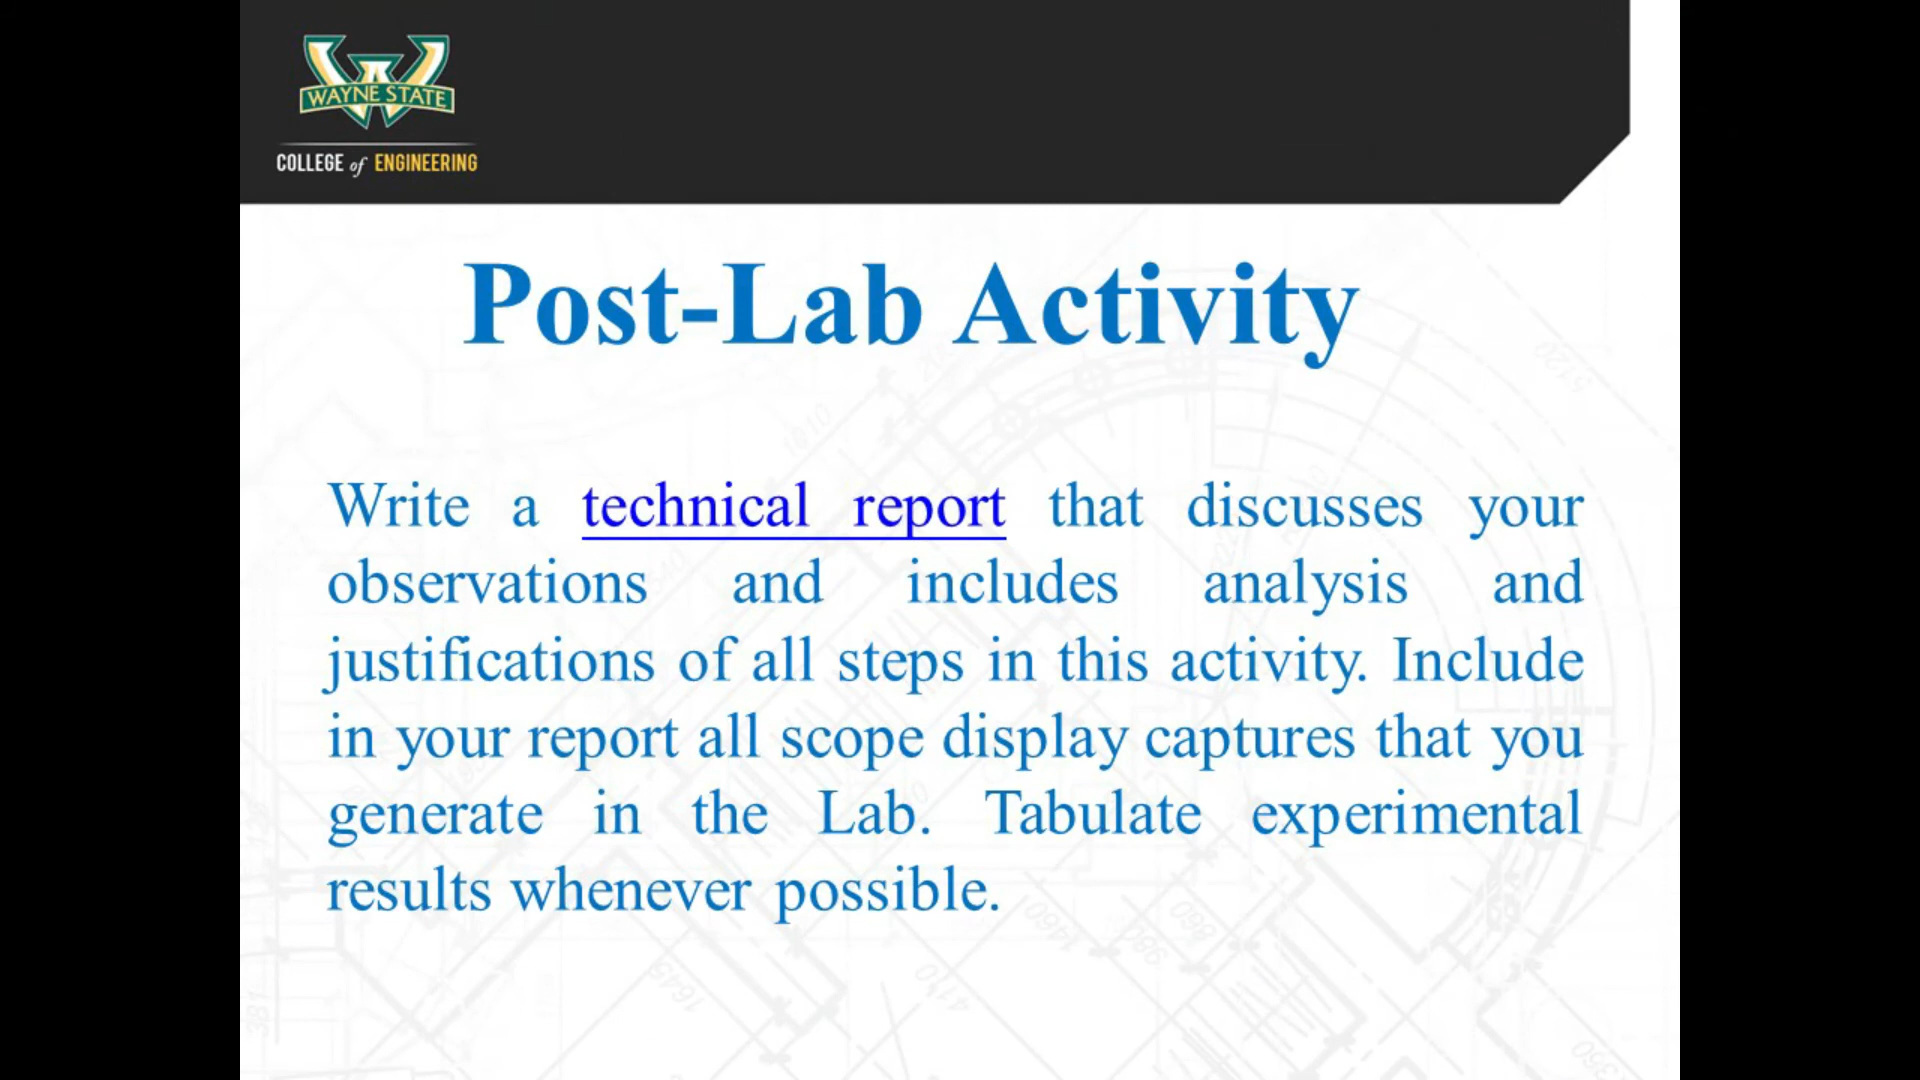 WAYNE STATE
COLLEGE of ENGINEERING
Post-Lab Activity
Write a technical report that discusses your
observations and includes analysis and
justifications of all steps in this activity. Include
in your report all scope display captures that you
generate in the Lab. Tabulate experimental
results whenever possible.